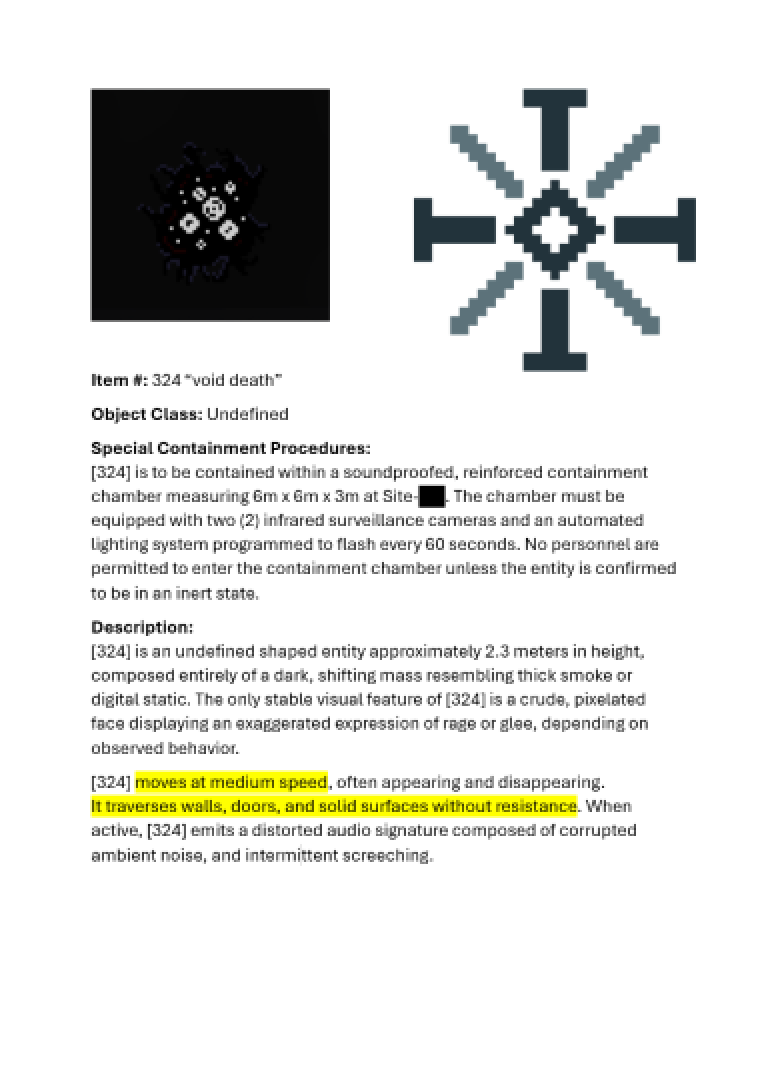 Item #: 324 “void death”
Object Class: Undefined
Special Containment Procedures:
[324] is to be contained within a soundproofed, reinforced containment
chamber measuring 6m x 6m x 3m at Site-. The chamber must be
equipped with two (2) infrared surveillance cameras and an automated
lighting system programmed to flash every 60 seconds. No personnel are
permitted to enter the containment chamber unless the entity is confirmed
to be in an inert state.
Description:
[324] is an undefined shaped entity approximately 2.3 meters in height,
composed entirely of a dark, shifting mass resembling thick smoke or
digital static. The only stable visual feature of [324] is a crude, pixelated
face displaying an exaggerated expression of rage or glee, depending on
observed behavior.
[324] moves at medium speed, often appearing and disappearing.
It traverses walls, doors, and solid surfaces without resistance. When
active, [324] emits a distorted audio signature composed of corrupted
ambient noise, and intermittent screeching.